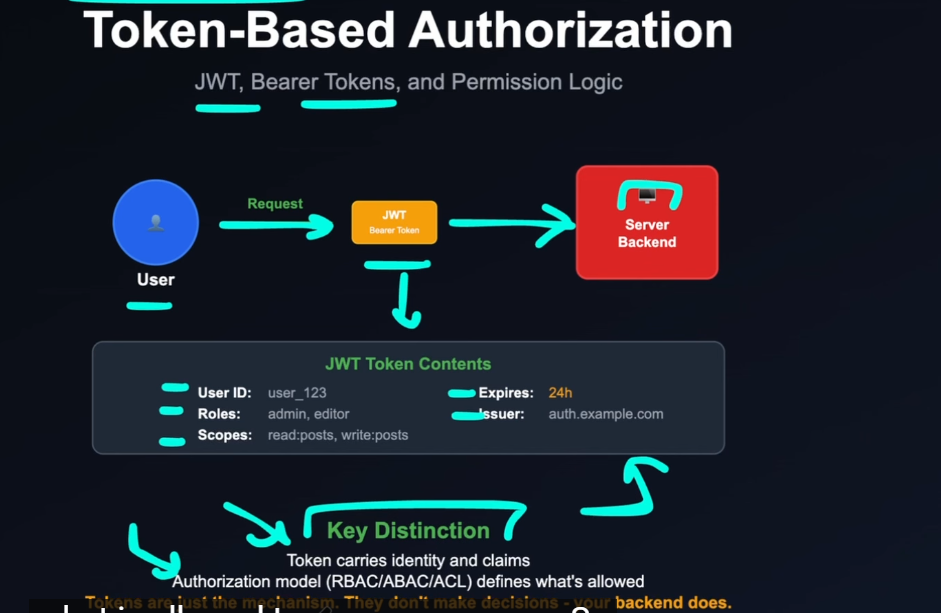 Token-Based Authorization
JWT, Bearer Tokens, and Permission Logic
Request
JWT
Bearer Token
Server
Backend
User
JWT Token Contents
User ID: user_123 Expires: 24h
Roles: admin, editor Issuer: auth.example.com
Scopes: read:posts, write:posts
Key Distinction
Token carries identity and claims
Authorization model (RBAC/ABAC/ACL) defines what's allowed
Tokens are just the mechanism. They don't make decisions - your backend does.